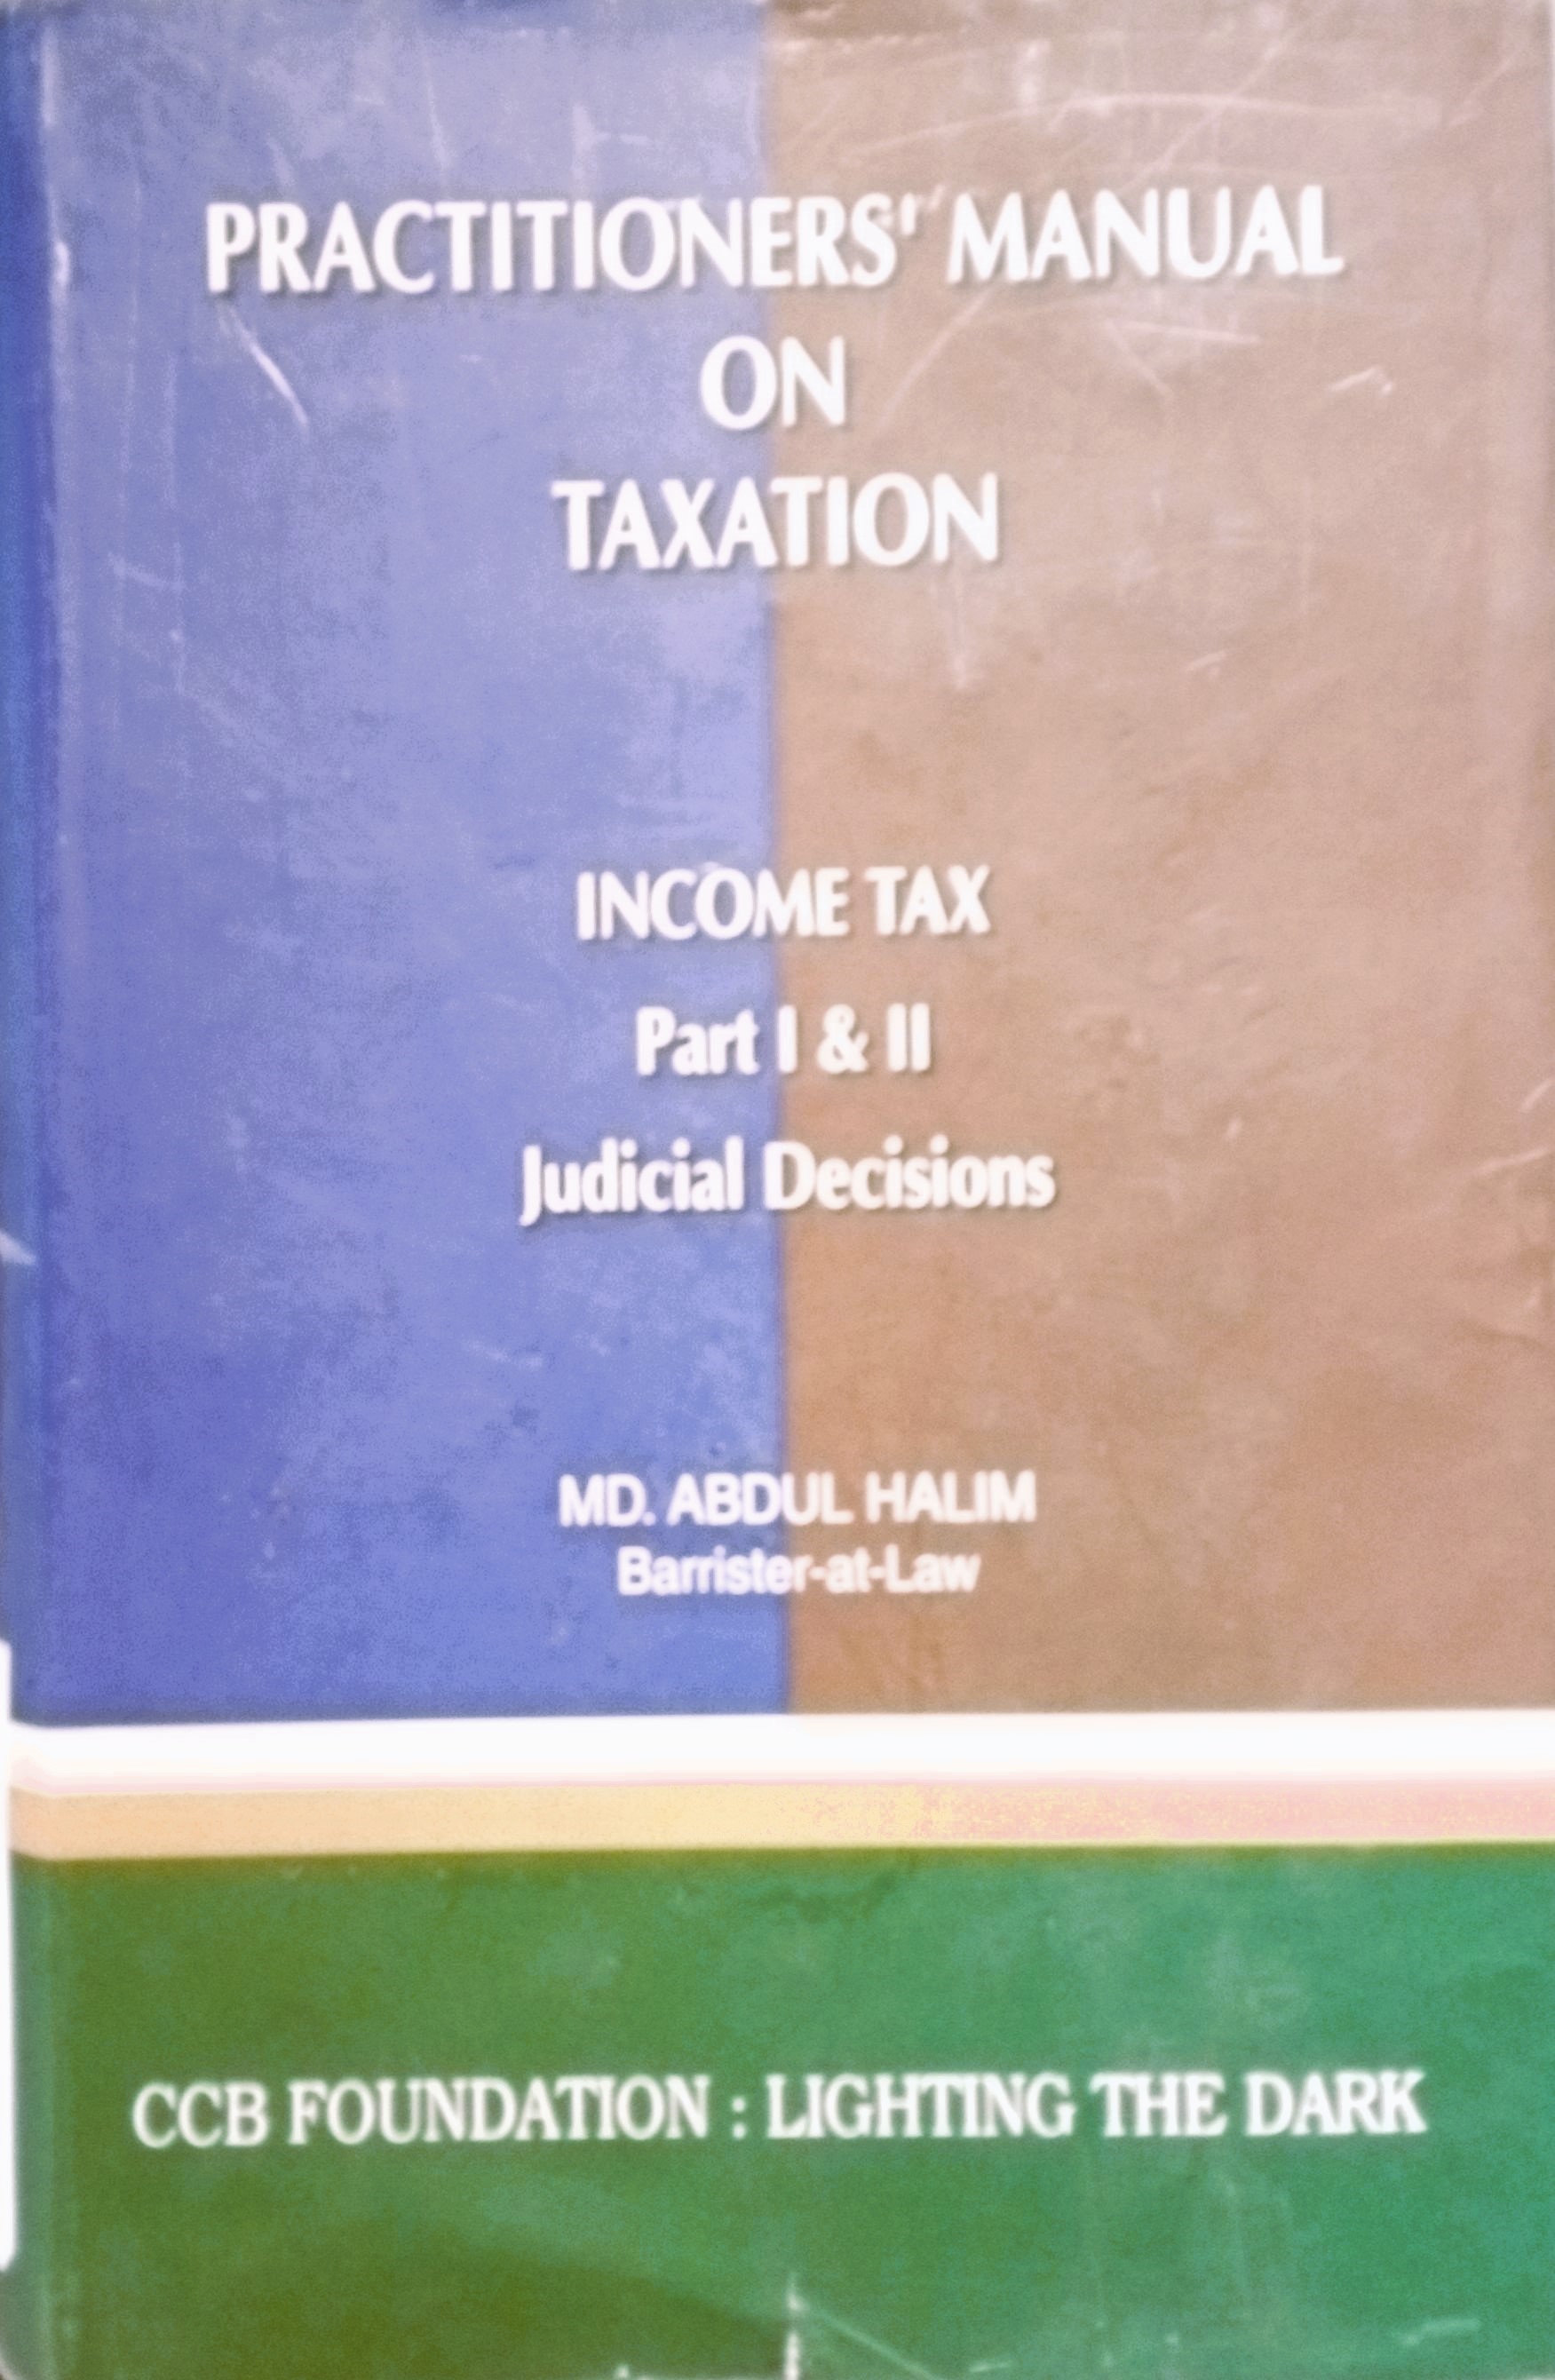 PRACTITIONERS' MANUAL
ON
TAXATION
INCOME TAX
Part I & II
Judicial Decisions
MD. ABDUL HALIM
Barrister-at-Law
CCB FOUNDATION : LIGHTING THE DARK